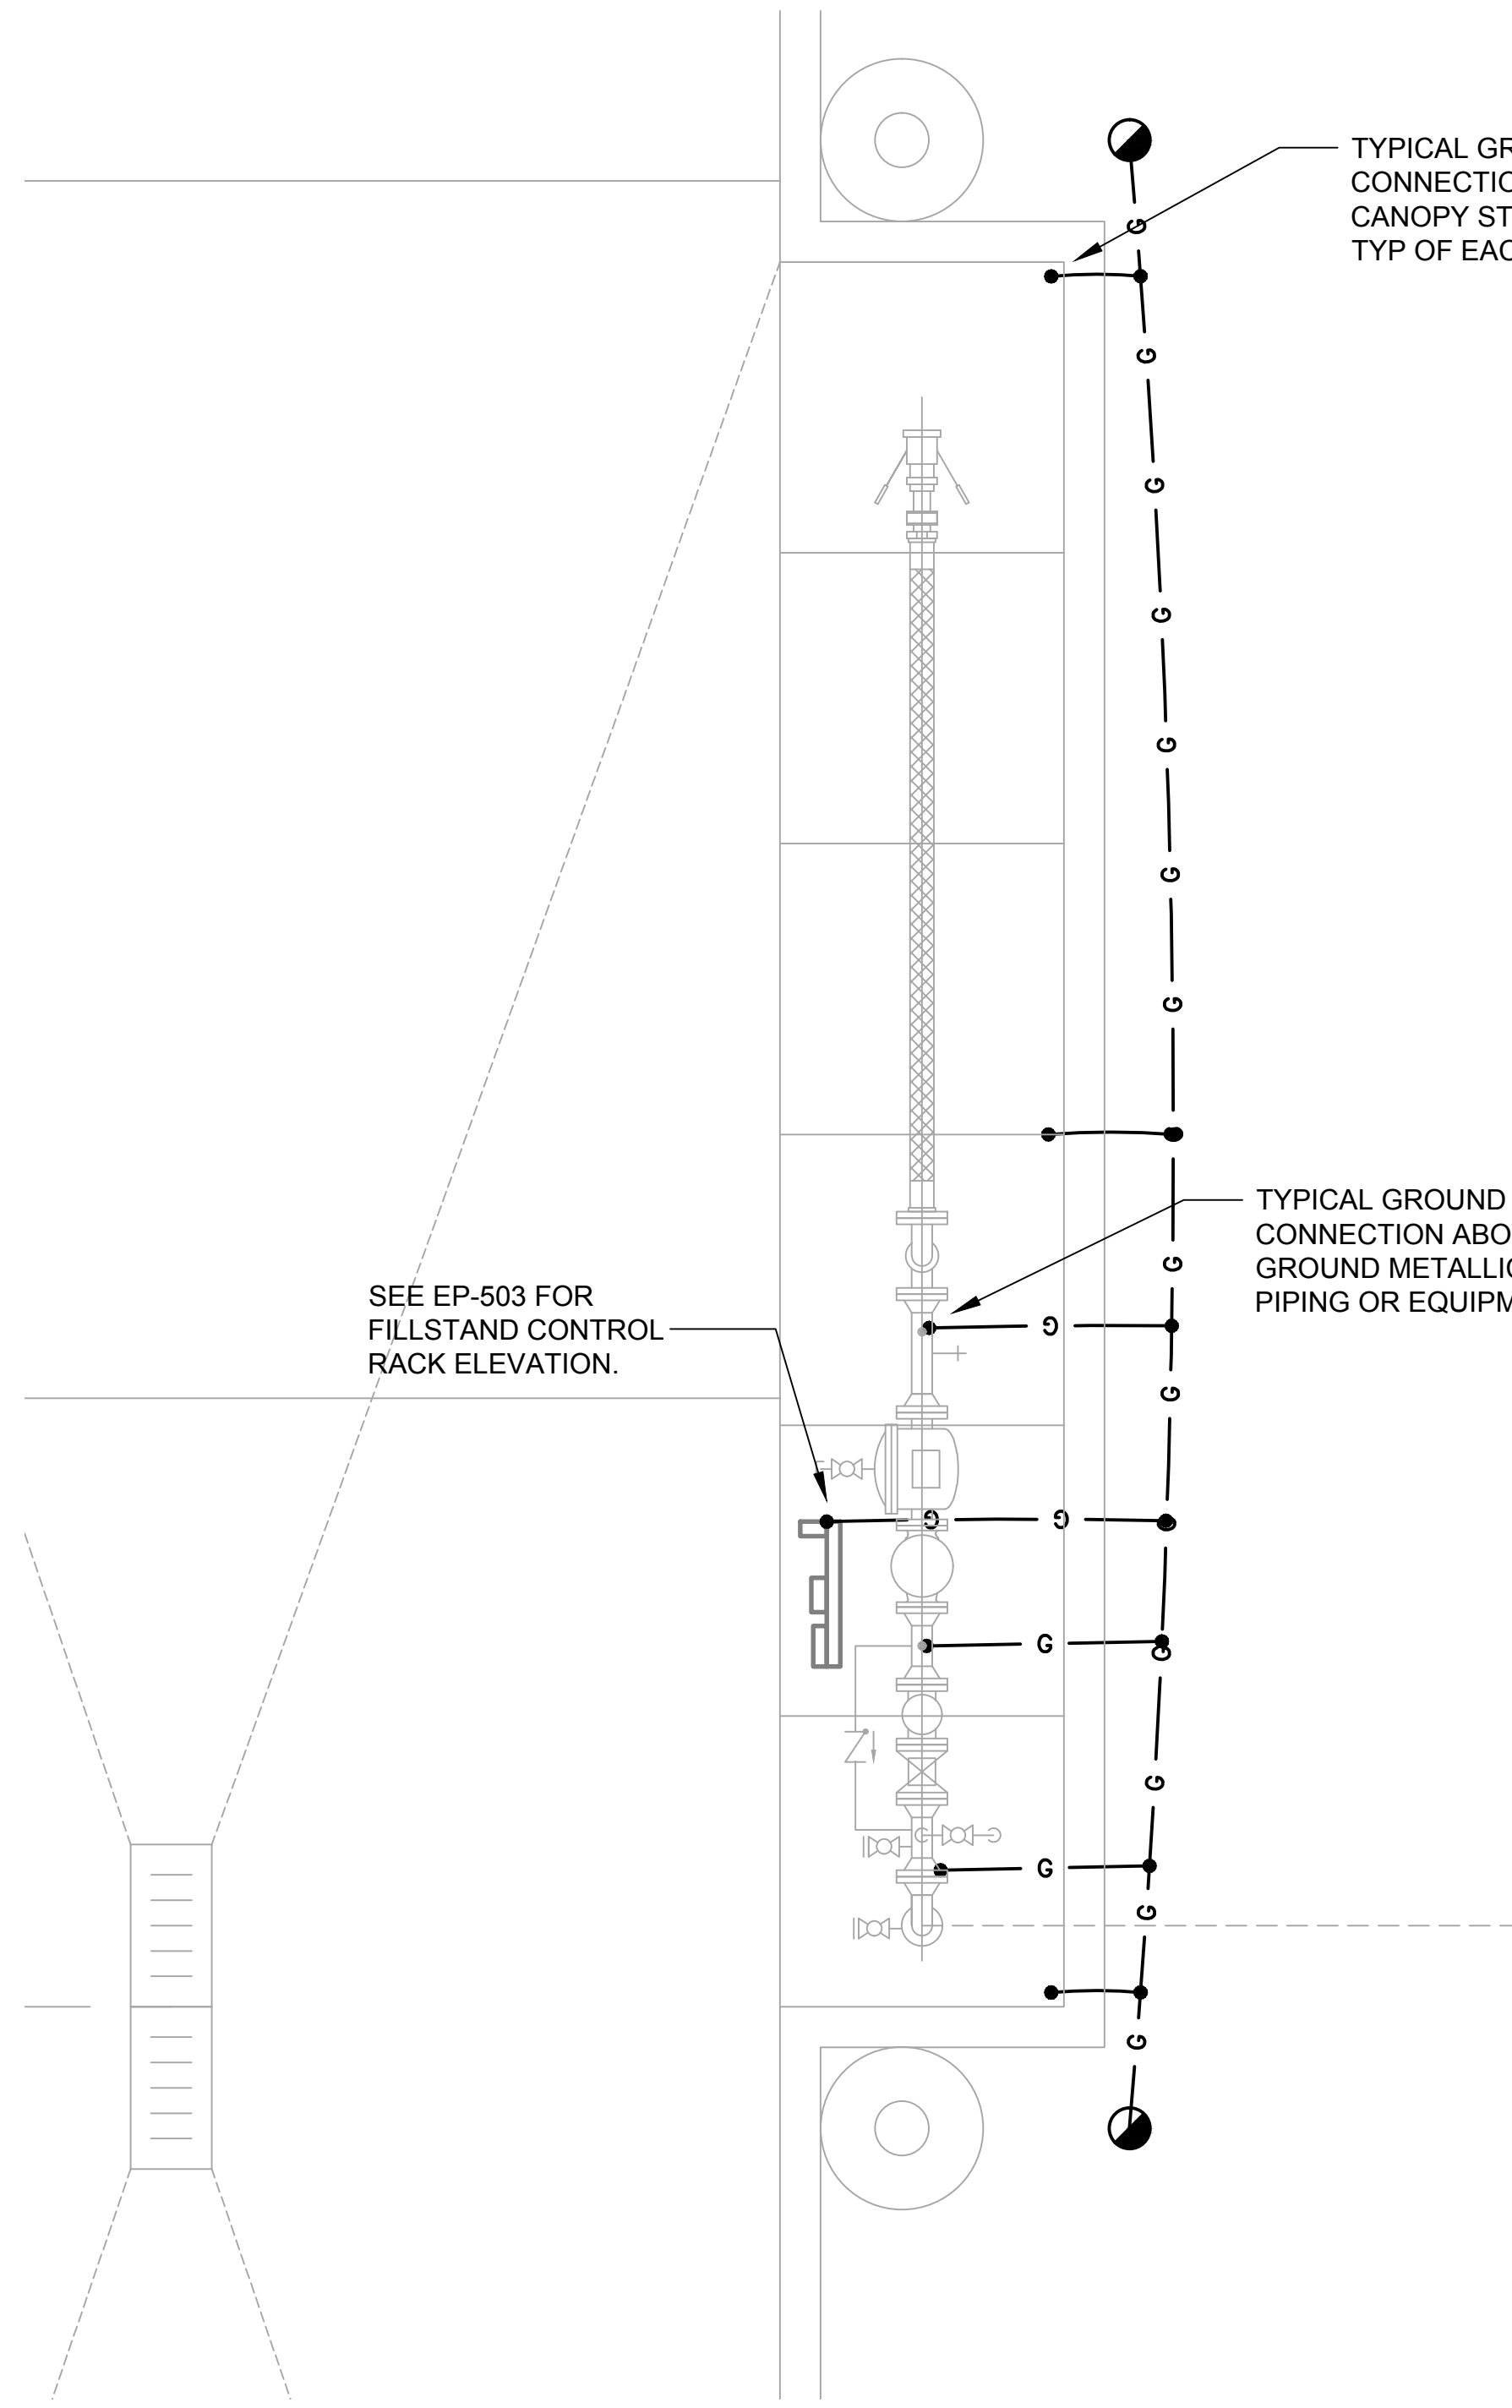 TYPICAL GR
CONNECTIO
CANOPY ST
TYP OF EAC
G
G
G
G
G
G
G
TYPICAL GROUND
CONNECTION ABO
GROUND METALLIC
PIPING OR EQUIPM
G
SEE EP-503 FOR
FILLSTAND CONTROL
RACK ELEVATION.
G
G
G G
G
G
G
G
G
G
G